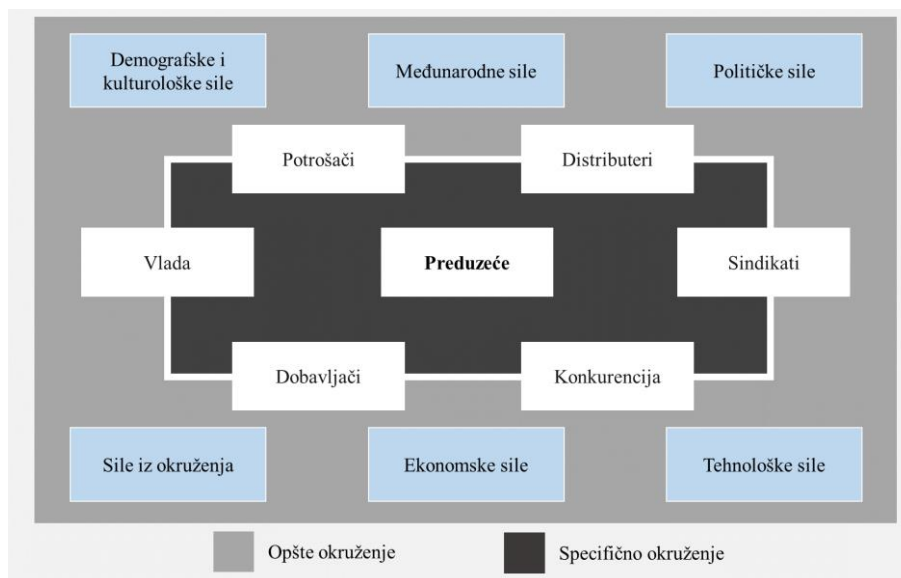 Demografske i
kulturološke sile
Međunarodne sile
Političke sile
Potrošači
Distributeri
Vlada
Preduzeće
Sindikati
Dobavljači
Konkurencija
Sile iz okruženja
Ekonomske sile
Tehnološke sile
Opšte okruženje
Specifično okruženje